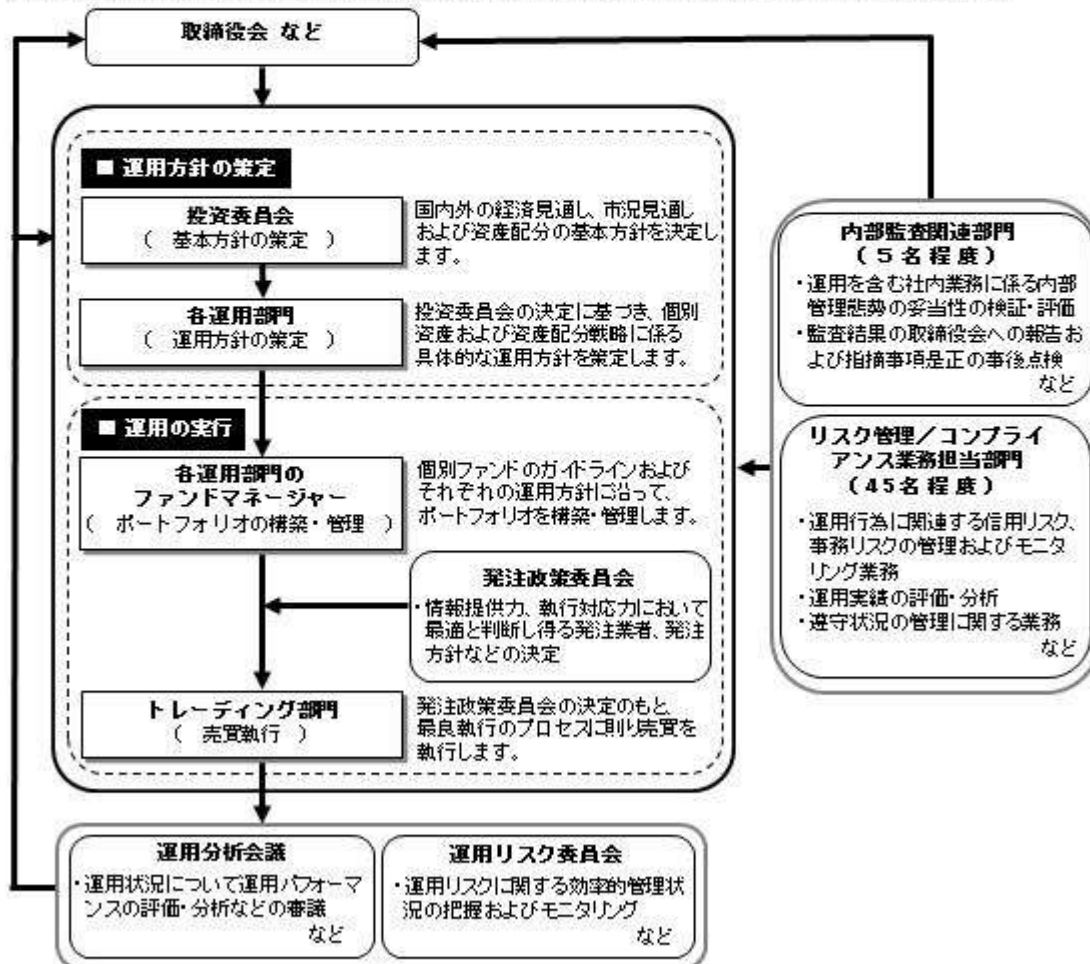 取締役会 など
■ 運用方針の策定
投資委員会
( 基本方針の策定 )
国内外の経済見通し、市況見通し
および資産配分の基本方針を決定し
ます。
各運用部門
( 運用方針の策定 )
投資委員会の決定に基づき、個別
資産および資産配分戦略に係る
具体的な運用方針を策定します。
■ 運用の実行
各運用部門の
ファンドマネージャー
( ポートフォリオの構築・管理 )
個別ファンドのガイドラインおよび
それぞれの運用方針に沿って、
ポートフォリオを構築・管理します。
発注政策委員会
・情報提供力、執行対応力において
最適と判断し得る発注業者、発注
方針などの決定
トレーディング部門
( 売買執行 )
発注政策委員会の決定のもと
最良執行のプロセスに則り売買を
執行します。
運用分析会議
・運用状況について運用パフォーマ
ンスの評価・分析などの審議
など
運用リスク委員会
・運用リスクに関する効率的管理状
況の把握およびモニタリング
など
内部監査関連部門
(5名程度)
・運用を含む社内業務に係る内部
管理態勢の妥当性の検証・評価
・監査結果の取締役会への報告お
よび指摘事項是正の事後点検
など
リスク管理/コンプライ
アンス業務担当部門
(45名程度)
・運用行為に関連する信用リスク、
事務リスクの管理およびモニタ
リング業務
・運用実績の評価・分析
・遵守状況の管理に関する業務
など